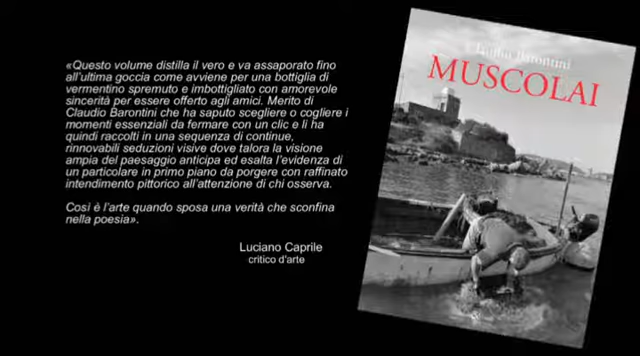 «Questo volume distilla il vero e va assaporato fino
all'ultima goccia come avviene per una bottiglia di
vermentino spremuto e imbottigliato con amorevole
sincerità per essere offerto agli amici. Merito di
Claudio Barontini che ha saputo scegliere o cogliere i
momenti essenziali da fermare con un clic e li ha
quindi raccolti in una sequenza di continue,
rinnovabili seduzioni visive dove talora la visione
ampia del paesaggio anticipa ed esalta l'evidenza di
un particolare in primo piano da porgere con raffinato
intendimento pittorico all'attenzione di chi osserva.
Così è l'arte quando sposa una verità che sconfina
nella poesia».
Luciano Caprile
critico d'arte
Claudio Barontini
MUSCOLAI